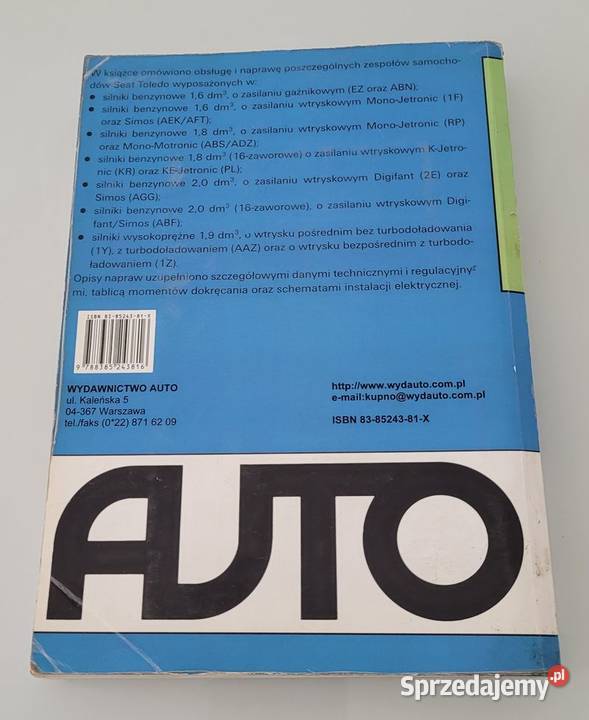 W książce omówiono obsługę i naprawę poszczególnych zespołów samocho-
dów Seat Toledo wyposażonych w:
• silniki benzynowe 1,6 dm³, o zasilaniu gaźnikowym (EZ oraz ABN);
• silniki benzynowe 1,6 dm³, o zasilaniu wtryskowym Mono-Jetronic (1F)
oraz Simos (AEK/AFT);
• silniki benzynowe 1,8 dm³, o zasilaniu wtryskowym Mono-Jetronic (RP)
oraz Mono-Motronic (ABS/ADZ);
• silniki benzynowe 1,8 dm³ (16-zaworowe) o zasilaniu wtryskowym K-Jetro-
nic (KR) oraz KE-Jetronic (PL);
• silniki benzynowe 2,0 dm³, o zasilaniu wtryskowym Digifant (2E) oraz
Simos (AGG);
• silniki benzynowe 2,0 dm³ (16-zaworowe), o zasilaniu wtryskowym Digi-
fant/Simos (ABF);
• silniki wysokoprężne 1,9 dm³, o wtrysku pośrednim bez turbodoładowania
(1Y), z turbodoładowaniem (AAZ) oraz o wtrysku bezpośrednim z turbodo-
ładowaniem (1Z).
Opisy napraw uzupełniono szczegółowymi danymi technicznymi i regulacyjny-
mi, tablicą momentów dokręcania oraz schematami instalacji elektrycznej.
ISBN 83-85243-81-X
9 788385 243816
WYDAWNICTWO AUTO
ul. Kaleńska 5
04-367 Warszawa
tel./faks (0*22) 871 62 09
http://www.wydauto.com.pl
e-mail:kupno@wydauto.com.pl
ISBN 83-85243-81-X
AUTO
Sprzedajemy.pl